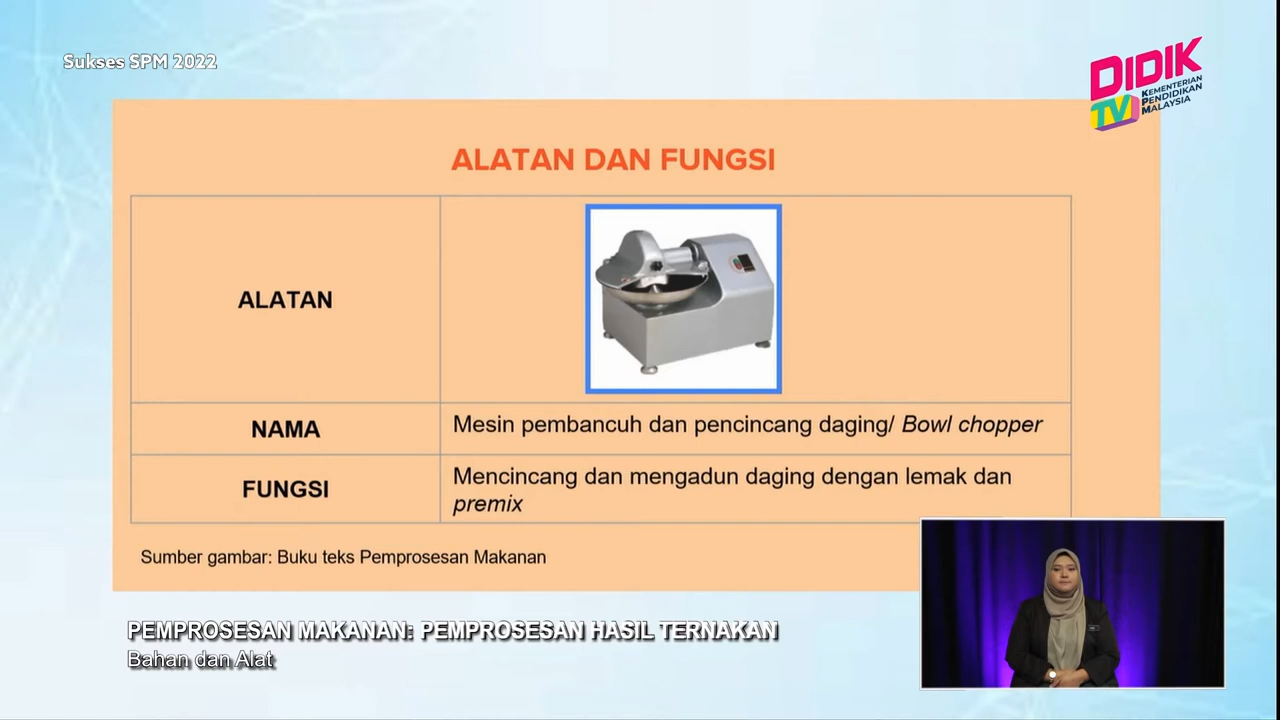 Sukses SPM 2022
DIDIK
TV
KEMENTERIAN
PENDIDIKAN
MALAYSIA
ALATAN DAN FUNGSI
ALATAN
NAMA
Mesin pembancuh dan pencincang daging/ Bowl chopper
FUNGSI
Mencincang dan mengadun daging dengan lemak dan
premix
Sumber gambar: Buku teks Pemprosesan Makanan
PEMPROSESAN MAKANAN: PEMPROSESAN HASIL TERNAKAN
Bahan dan Alat